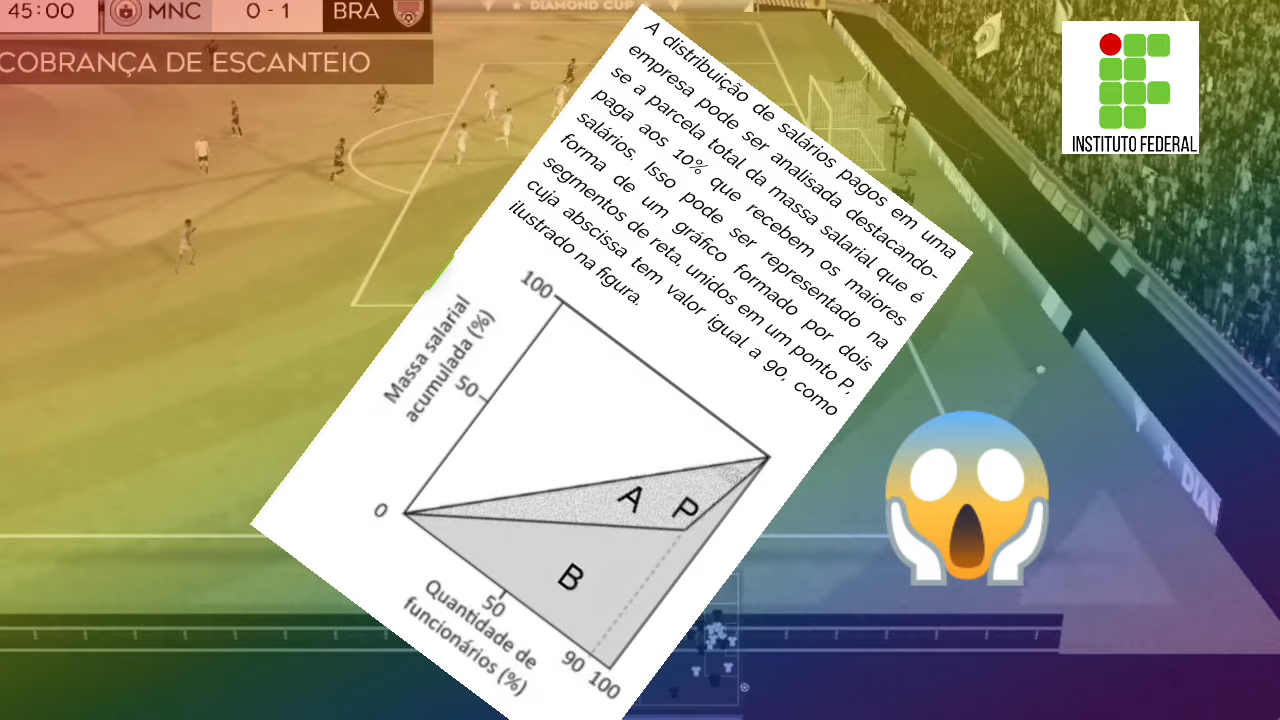 45:00 MNC 0 - 1 BRA
COBRANÇA DE ESCANTEIO
DIAMOND CUP
INSTITUTO FEDERAL
A distribuição de salários pagos em uma
empresa pode ser analisada destacando-
se a parcela total da massa salarial que é
paga aos 10% que recebem os maiores
salários. Isso pode ser representado na
forma de um gráfico formado por dois
segmentos de reta, unidos em um ponto P,
cuja abscissa tem valor igual a 90, como
ilustrado na figura.
Massa salarial
acumulada (%)
100
50
0
A
P
B
50
90
100
Quantidade de
funcionários (%)